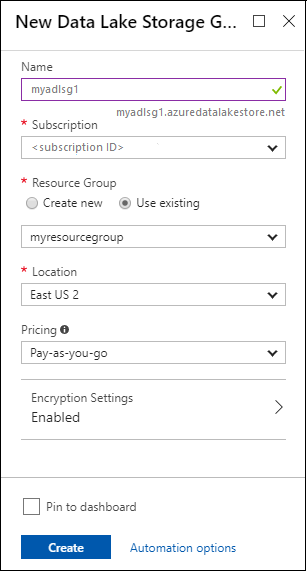 New Data Lake Storage G...
Name
myadlsg1
myadlsg1.azuredatalakestore.net
* Subscription
<subscription ID>
* Resource Group
Create new Use existing
myresourcegroup
* Location
East US 2
Pricing
Pay-as-you-go
Encryption Settings
Enabled
Pin to dashboard
Create Automation options